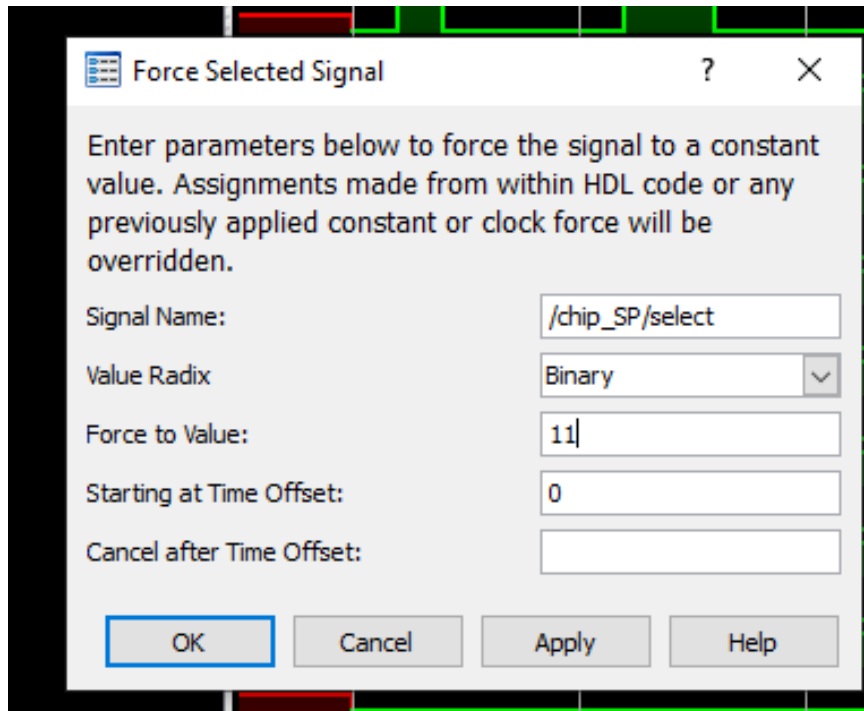 Force Selected Signal ?
Enter parameters below to force the signal to a constant
value. Assignments made from within HDL code or any
previously applied constant or clock force will be
overridden.
Signal Name: /chip_SP/select
Value Radix Binary
Force to Value: 11
Starting at Time Offset: 0
Cancel after Time Offset:
OK Cancel Apply Help